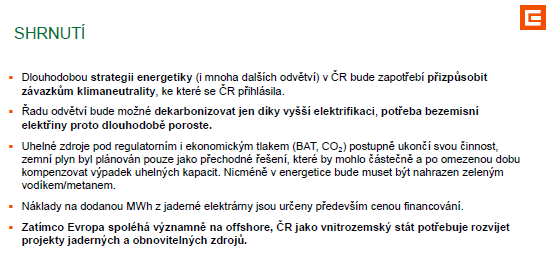 SHRNUTÍ
▪ Dlouhodobou strategii energetiky (i mnoha dalších odvětví) v ČR bude zapotřebí přizpůsobit
závazkům klimaneutrality, ke které se ČR přihlásila.
▪ Řadu odvětví bude možné dekarbonizovat jen díky vyšší elektrifikaci, potřeba bezemisní
elektřiny proto dlouhodobě poroste.
▪ Uhelné zdroje pod regulatorním i ekonomickým tlakem (BAT, CO₂) postupně ukončí svou činnost,
zemní plyn byl plánován pouze jako přechodné řešení, které by mohlo částečně a po omezenou dobu
kompenzovat výpadek uhelných kapacit. Nicméně v energetice bude muset být nahrazen zeleným
vodíkem/metanem.
▪ Náklady na dodanou MWh z jaderné elektrárny jsou určeny především cenou financování.
▪ Zatímco Evropa spoléhá významně na offshore, ČR jako vnitrozemský stát potřebuje rozvíjet
projekty jaderných a obnovitelných zdrojů.